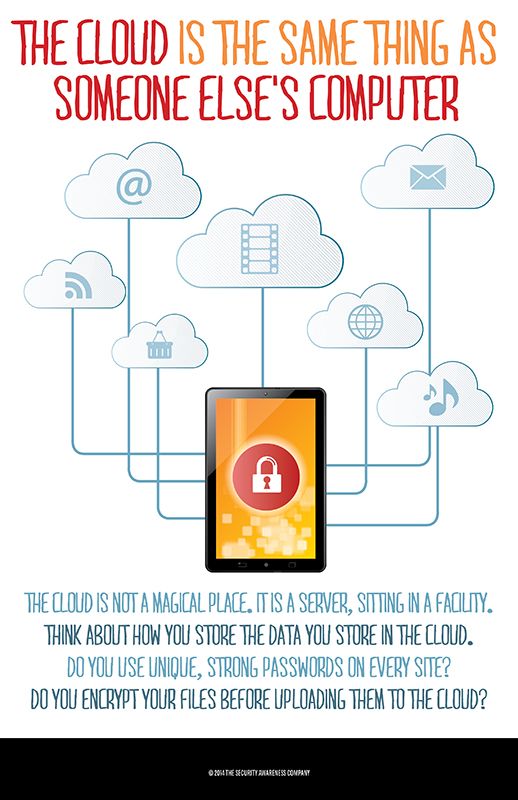 THE CLOUD IS THE SAME THING AS
SOMEONE ELSE'S COMPUTER
@
THE CLOUD IS NOT A MAGICAL PLACE. IT IS A SERVER, SITTING IN A FACILITY.
THINK ABOUT HOW YOU STORE THE DATA YOU STORE IN THE CLOUD.
DO YOU USE UNIQUE, STRONG PASSWORDS ON EVERY SITE?
DO YOU ENCRYPT YOUR FILES BEFORE UPLOADING THEM TO THE CLOUD?
© 2014 THE SECURITY AWARENESS COMPANY